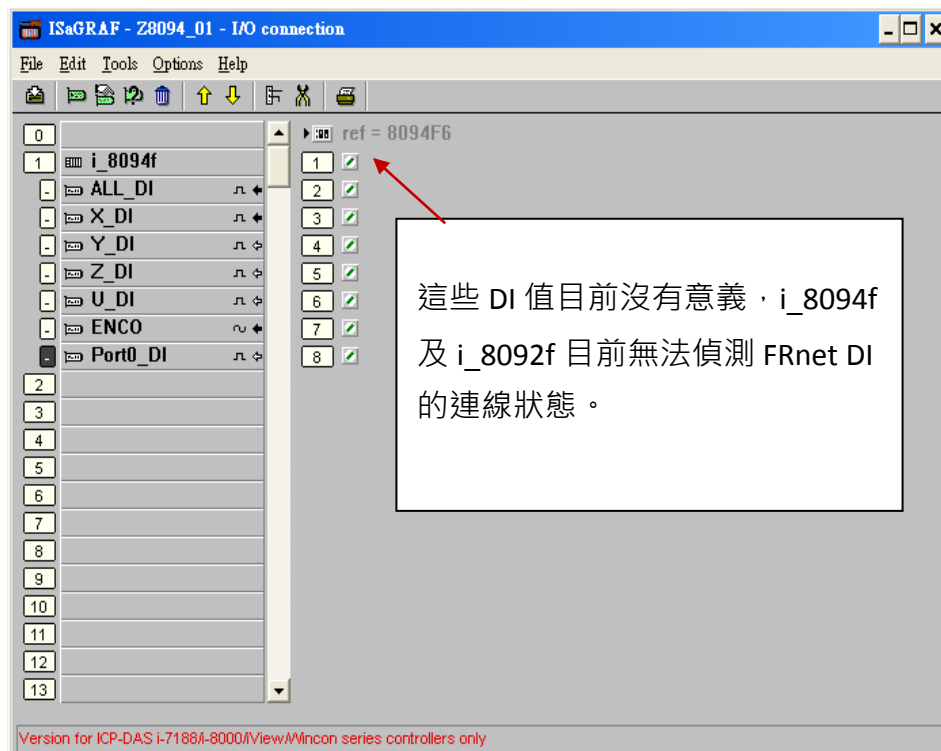 ISaGRAF - Z8094_01 - I/O connection
File Edit Tools Options Help
0
1 i_8094f
- ALL_DI
- X_DI
- Y_DI
- Z_DI
- U_DI
- ENCO
- Port0_DI
2
3
4
5
6
7
8
9
10
11
12
13
ref = 8094F6
1
2
3
4
5
6
7
8
這些 DI 值目前沒有意義，i_8094f
及 i_8092f 目前無法偵測 FRnet DI
的連線狀態。
Version for ICP-DAS i-7188/i-8000/iView/Wincon series controllers only